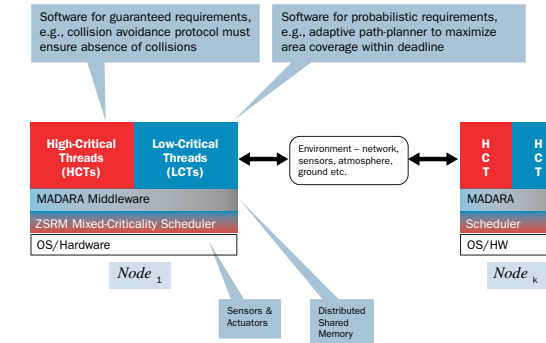 Software for guaranteed requirements,
e.g., collision avoidance protocol must
ensure absence of collisions
Software for probabilistic requirements,
e.g., adaptive path-planner to maximize
area coverage within deadline
High-Critical
Threads
(HCTs)
Low-Critical
Threads
(LCTs)
Environment – network,
sensors, atmosphere,
ground etc.
H
C
T
H
C
T
MADARA Middleware
MADARA
ZSRM Mixed-Criticality Scheduler
Scheduler
OS/Hardware
OS/HW
Node 1
Node k
Sensors &
Actuators
Distributed
Shared
Memory